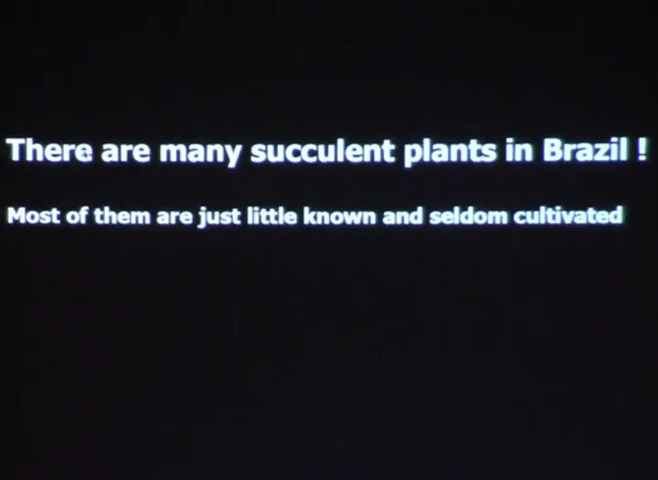 There are many succulent plants in Brazil !
Most of them are just little known and seldom cultivated